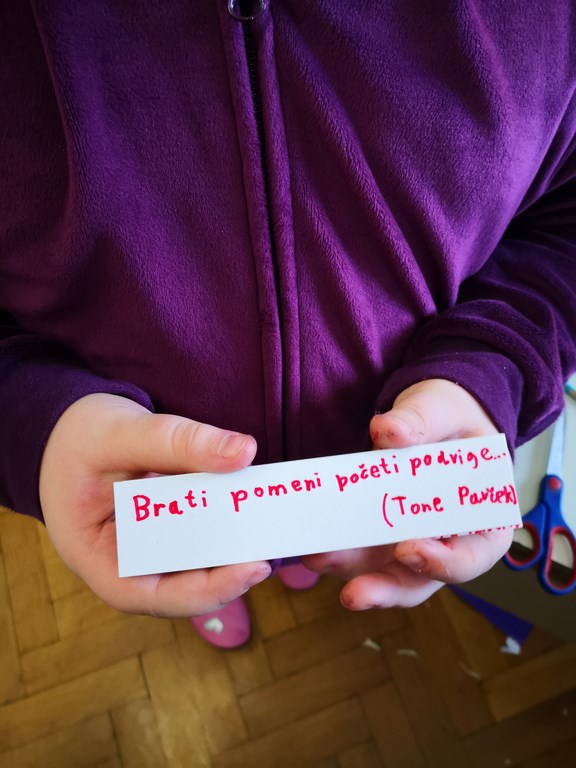 Brati pomeni početi podvige...
(Tone Pavček)